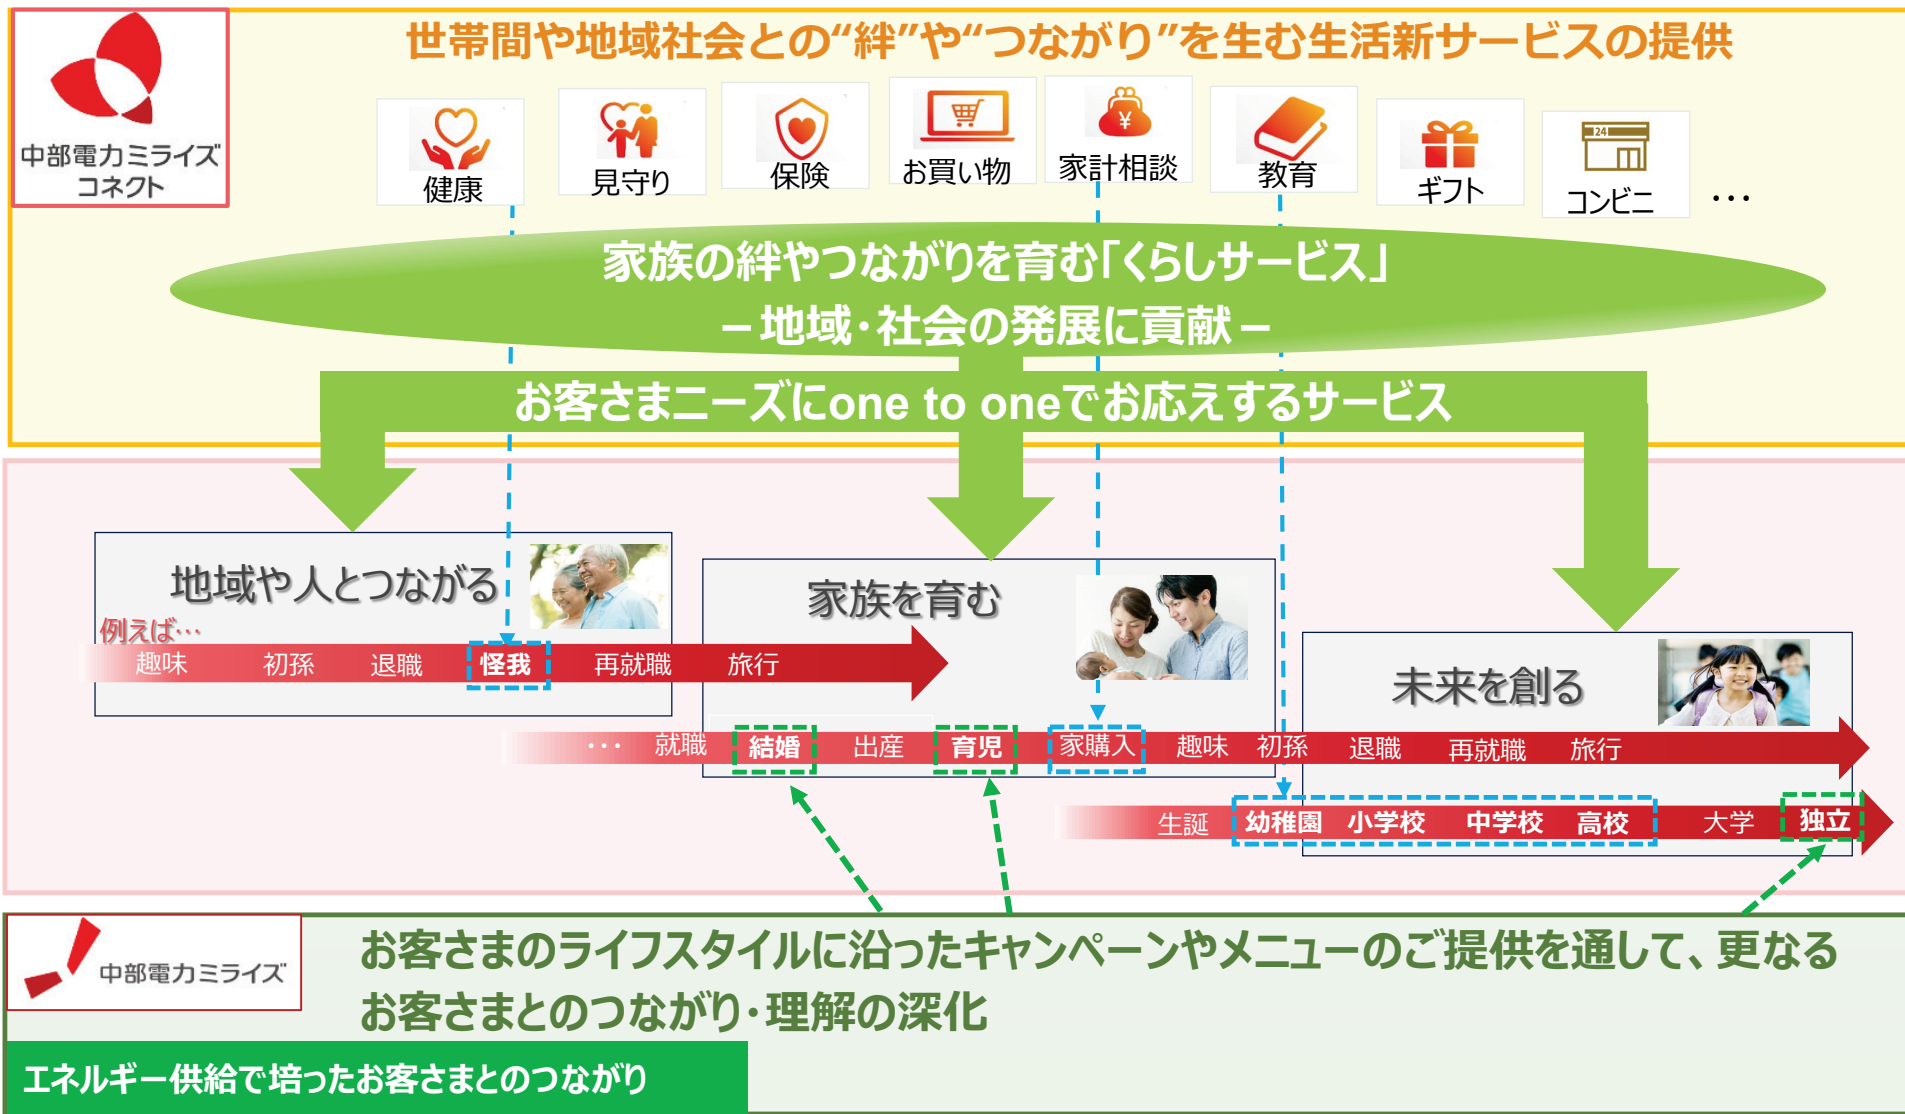 世帯間や地域社会との“絆”や“つながり”を生む生活新サービスの提供
中部電力ミライズ
コネクト
健康
見守り
保険
お買い物
¥
家計相談
教育
ギフト
24
コンビニ
…
家族の絆やつながりを育む「くらしサービス」
－地域・社会の発展に貢献－
お客さまニーズにone to oneでお応えするサービス
地域や人とつながる
例えば…
趣味 初孫 退職 怪我 再就職 旅行
家族を育む
… 就職 結婚 出産 育児 家購入 趣味 初孫 退職 再就職 旅行
未来を創る
生誕 幼稚園 小学校 中学校 高校 大学 独立
中部電力ミライズ
お客さまのライフスタイルに沿ったキャンペーンやメニューのご提供を通して、更なる
お客さまとのつながり・理解の深化
エネルギー供給で培ったお客さまとのつながり